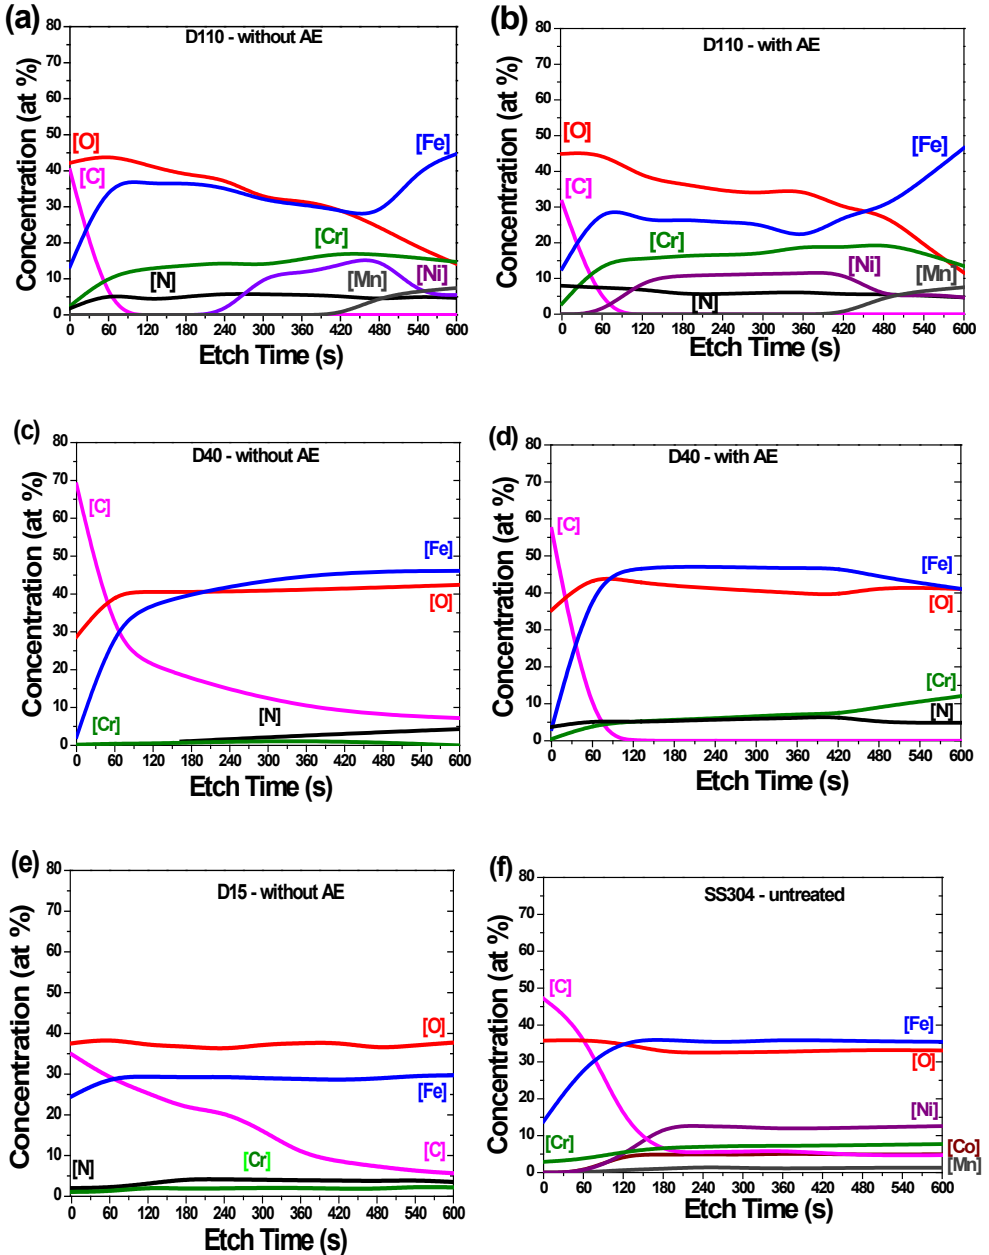 (a)
D110 - without AE
Concentration (at %)
80
70
60
50
40
30
20
10
0
[O]
[C]
[Fe]
[Cr]
[N]
[Ni]
[Mn]
0 60 120 180 240 300 360 420 480 540 600
Etch Time (s)
(b)
D110 - with AE
Concentration (at %)
80
70
60
50
40
30
20
10
0
[O]
[C]
[Fe]
[Cr]
[Ni]
[Mn]
[N]
0 60 120 180 240 300 360 420 480 540 600
Etch Time (s)
(c)
D40 - without AE
Concentration (at %)
80
70
60
50
40
30
20
10
0
[C]
[Fe]
[O]
[Cr]
[N]
0 60 120 180 240 300 360 420 480 540 600
Etch Time (s)
(d)
D40 - with AE
Concentration (at %)
80
70
60
50
40
30
20
10
0
[C]
[Fe]
[O]
[Cr]
[N]
0 60 120 180 240 300 360 420 480 540 600
Etch Time (s)
(e)
D15 - without AE
Concentration (at %)
80
70
60
50
40
30
20
10
0
[O]
[Fe]
[C]
[N]
[Cr]
0 60 120 180 240 300 360 420 480 540 600
Etch Time (s)
(f)
SS304 - untreated
Concentration (at %)
80
70
60
50
40
30
20
10
0
[C]
[Fe]
[O]
[Ni]
[Cr]
[Co]
[Mn]
0 60 120 180 240 300 360 420 480 540 600
Etch Time (s)